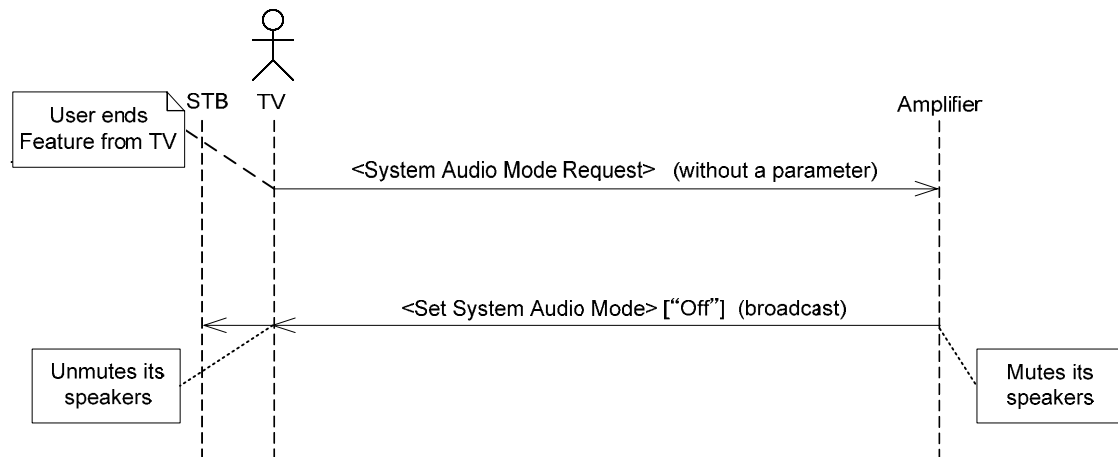 User ends
Feature from TV
STB
TV
Amplifier
<System Audio Mode Request> (without a parameter)
<Set System Audio Mode> [“Off”] (broadcast)
Unmutes its
speakers
Mutes its
speakers